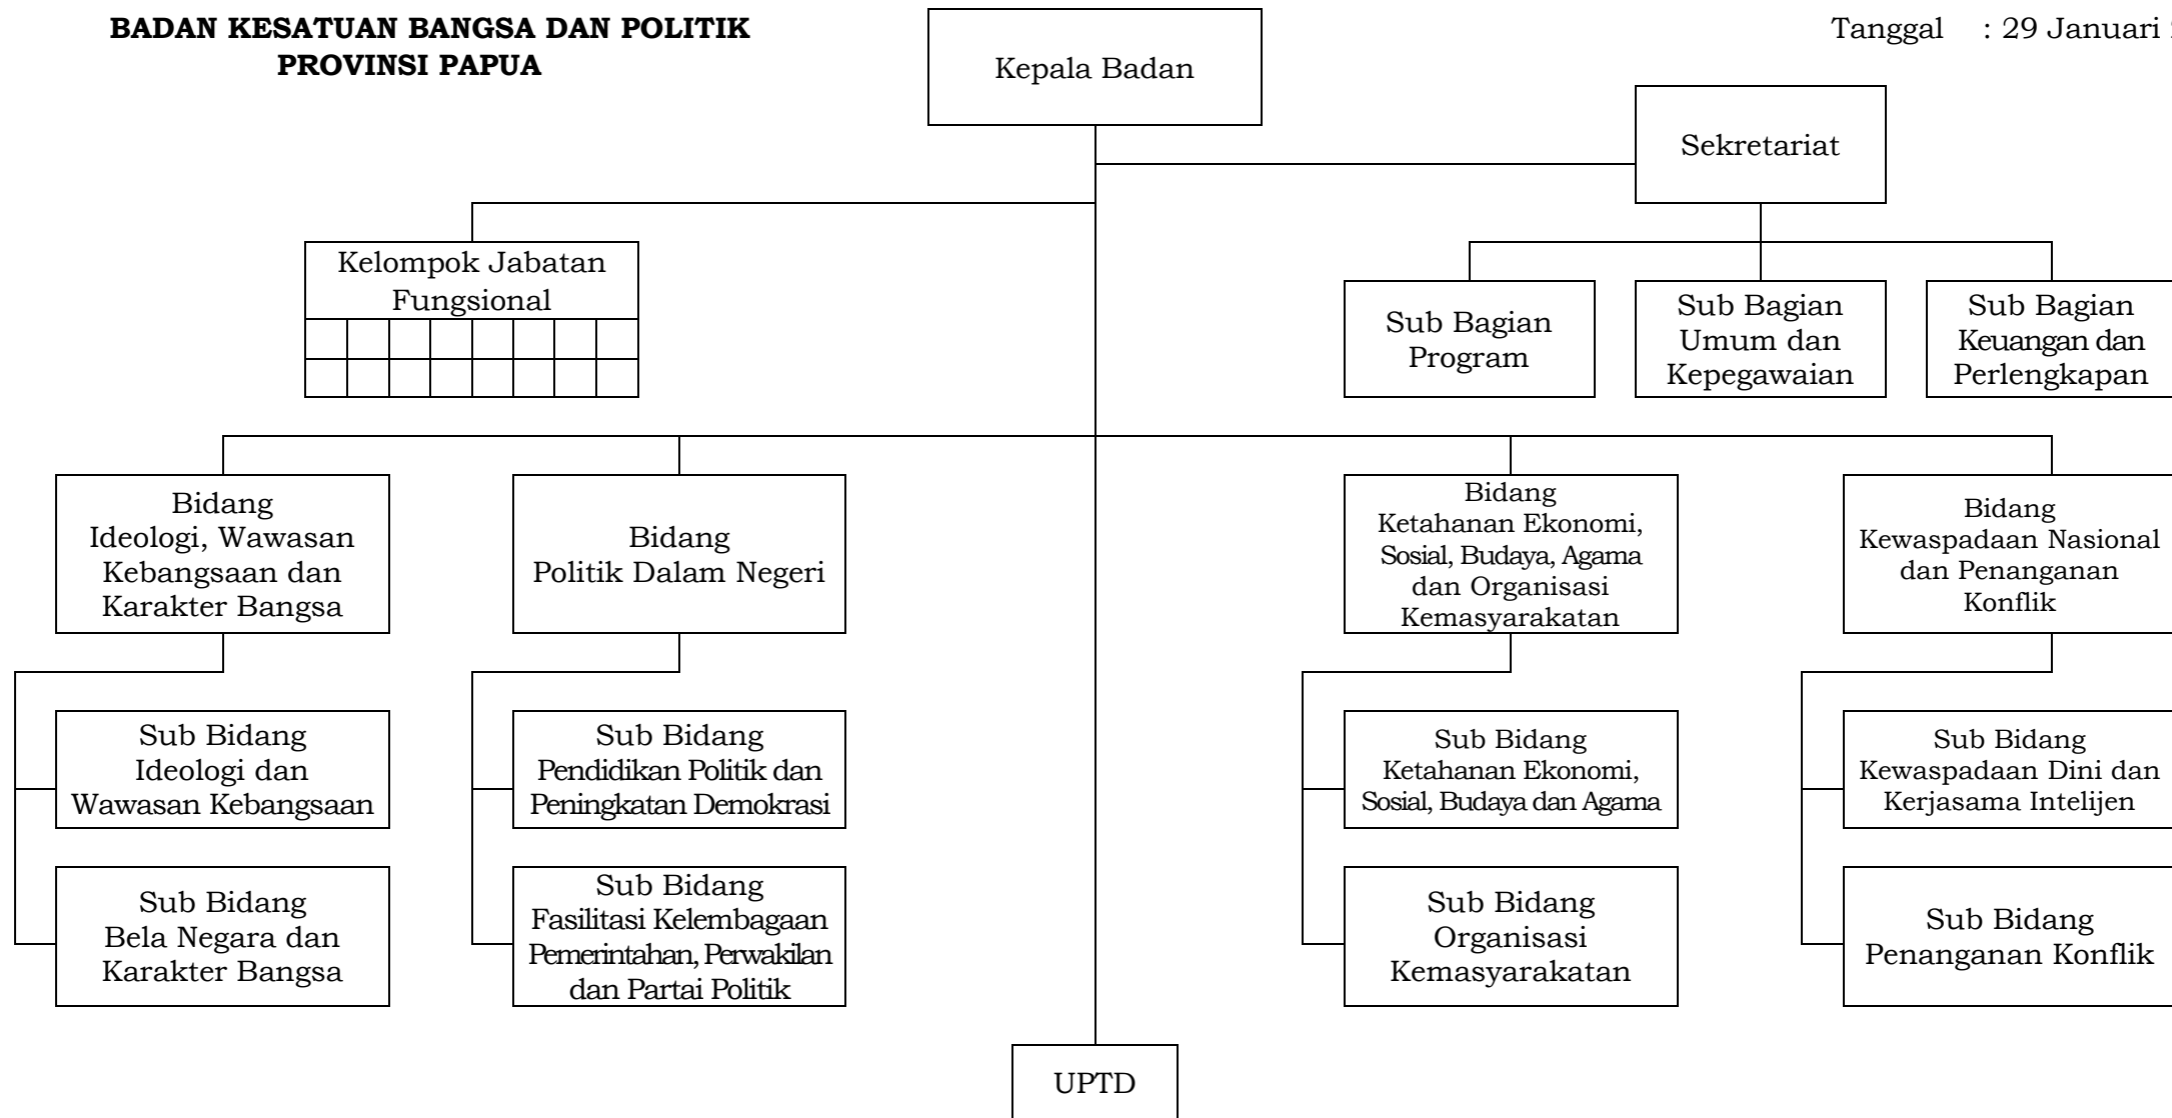 BADAN KESATUAN BANGSA DAN POLITIK
PROVINSI PAPUA
Tanggal : 29 Januari
Kepala Badan
Sekretariat
Kelompok Jabatan
Fungsional
Sub Bagian
Program
Sub Bagian
Umum dan
Kepegawaian
Sub Bagian
Keuangan dan
Perlengkapan
Bidang
Ideologi, Wawasan
Kebangsaan dan
Karakter Bangsa
Bidang
Politik Dalam Negeri
Bidang
Ketahanan Ekonomi,
Sosial, Budaya, Agama
dan Organisasi
Kemasyarakatan
Bidang
Kewaspadaan Nasional
dan Penanganan
Konflik
Sub Bidang
Ideologi dan
Wawasan Kebangsaan
Sub Bidang
Pendidikan Politik dan
Peningkatan Demokrasi
Sub Bidang
Ketahanan Ekonomi,
Sosial, Budaya dan Agama
Sub Bidang
Kewaspadaan Dini dan
Kerjasama Intelijen
Sub Bidang
Bela Negara dan
Karakter Bangsa
Sub Bidang
Fasilitasi Kelembagaan
Pemerintahan, Perwakilan
dan Partai Politik
Sub Bidang
Organisasi
Kemasyarakatan
Sub Bidang
Penanganan Konflik
UPTD